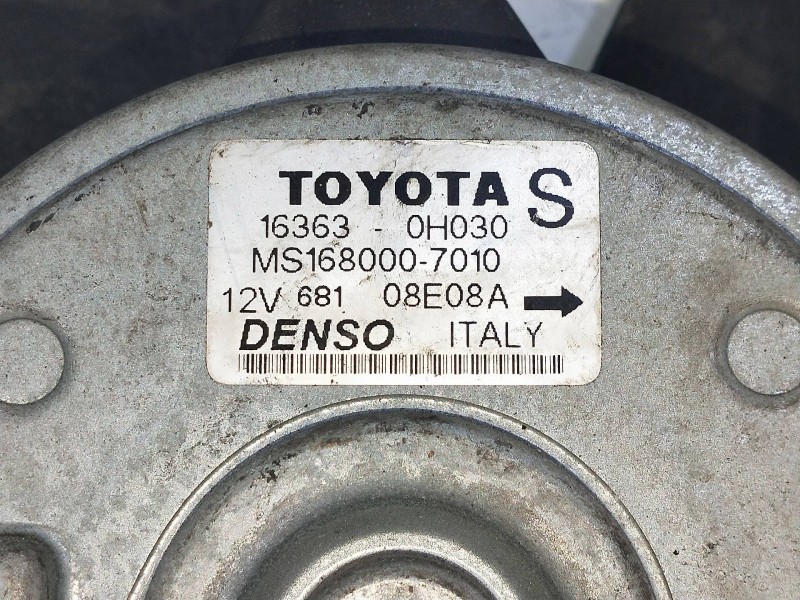 TOYOTA S
16363 - 0H030
MS168000-7010
12V 681 08E08A
DENSO ITALY